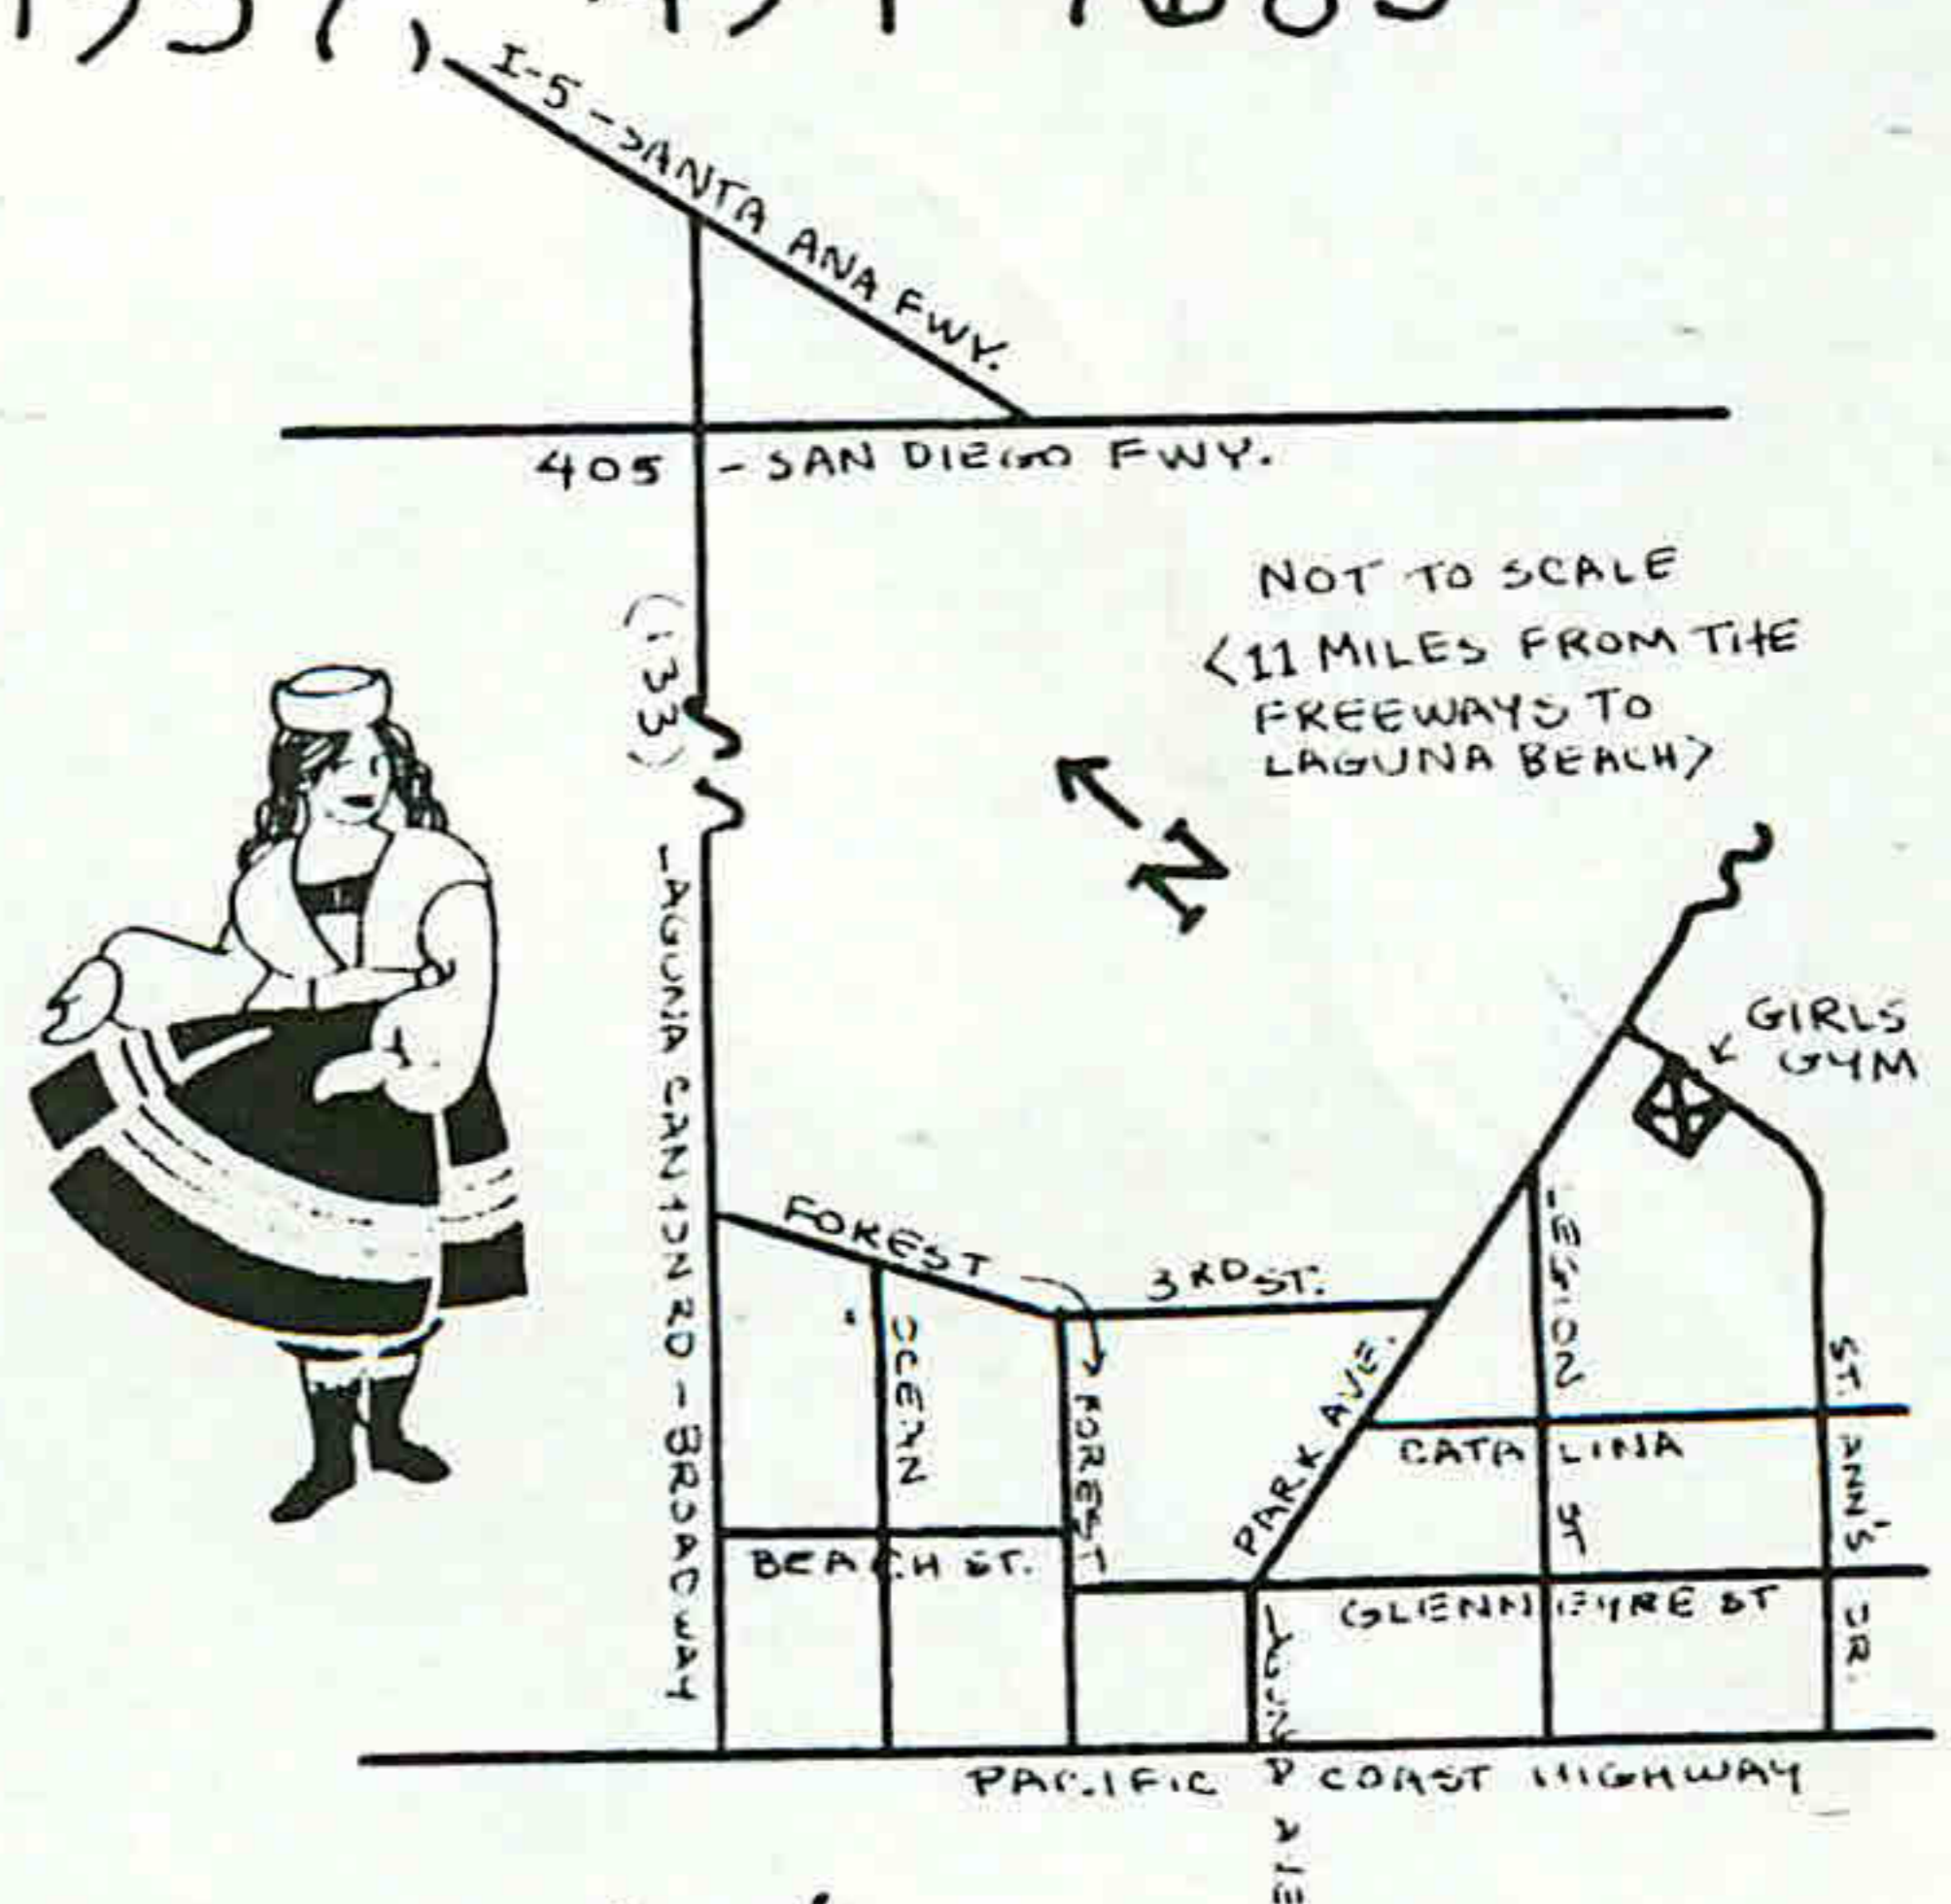 I-5 - SANTA ANA FWY.
405 - SAN DIEGO FWY.
(133)
NOT TO SCALE
<11 MILES FROM THE
FREEWAYS TO
LAGUNA BEACH>
N
LAGUNA CANYON RD - BROADWAY
GIRLS
GYM
FOREST
3RD ST.
OCEAN
FOREST
PARK AVE.
LEGION ST
ST. ANN'S DR.
CATALINA
BEACH ST.
GLENNEYRE ST
PACIFIC COAST HIGHWAY